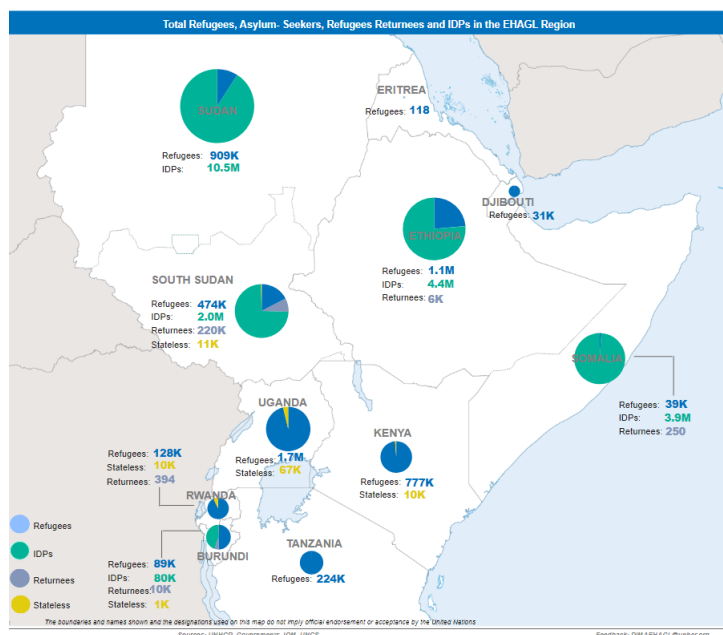 Total Refugees, Asylum- Seekers, Refugees Returnees and IDPs in the EHAGL Region
SUDAN
Refugees: 909K
IDPs: 10.5M
ERITREA
Refugees: 118
DJIBOUTI
Refugees: 31K
ETHIOPIA
Refugees: 1.1M
IDPs: 4.4M
Returnees: 6K
SOUTH SUDAN
Refugees: 474K
IDPs: 2.0M
Returnees: 220K
Stateless: 11K
SOMALIA
Refugees: 39K
IDPs: 3.9M
Returnees: 250
UGANDA
Refugees: 1.7M
Stateless: 67K
KENYA
Refugees: 777K
Stateless: 10K
Refugees: 128K
Stateless: 10K
Returnees: 394
RWANDA
BURUNDI
Refugees: 89K
IDPs: 80K
Returnees: 10K
Stateless: 1K
TANZANIA
Refugees: 224K
Refugees
IDPs
Returnees
Stateless
The boundaries and names shown and the designations used on this map do not imply official endorsement or acceptance by the United Nations